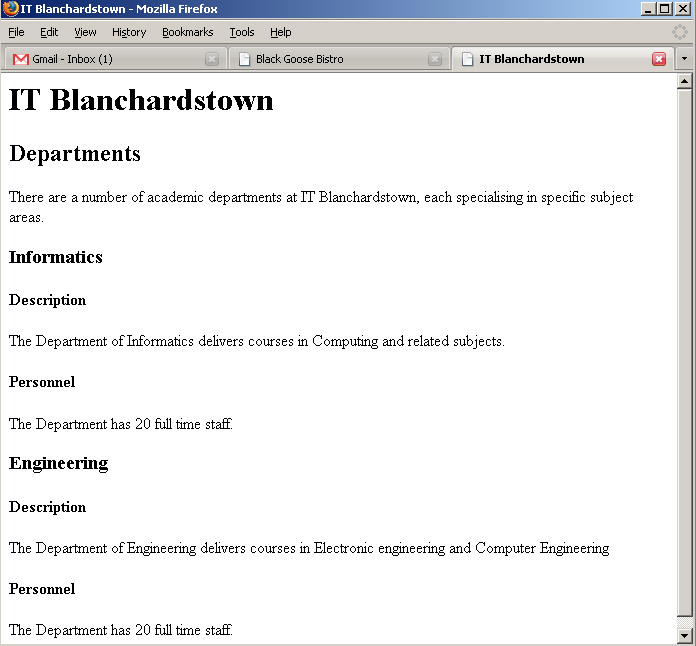 IT Blanchardstown - Mozilla Firefox
File Edit View History Bookmarks Tools Help
Gmail - Inbox (1) Black Goose Bistro IT Blanchardstown
IT Blanchardstown
Departments
There are a number of academic departments at IT Blanchardstown, each specialising in specific subject
areas.
Informatics
Description
The Department of Informatics delivers courses in Computing and related subjects.
Personnel
The Department has 20 full time staff.
Engineering
Description
The Department of Engineering delivers courses in Electronic engineering and Computer Engineering
Personnel
The Department has 20 full time staff.